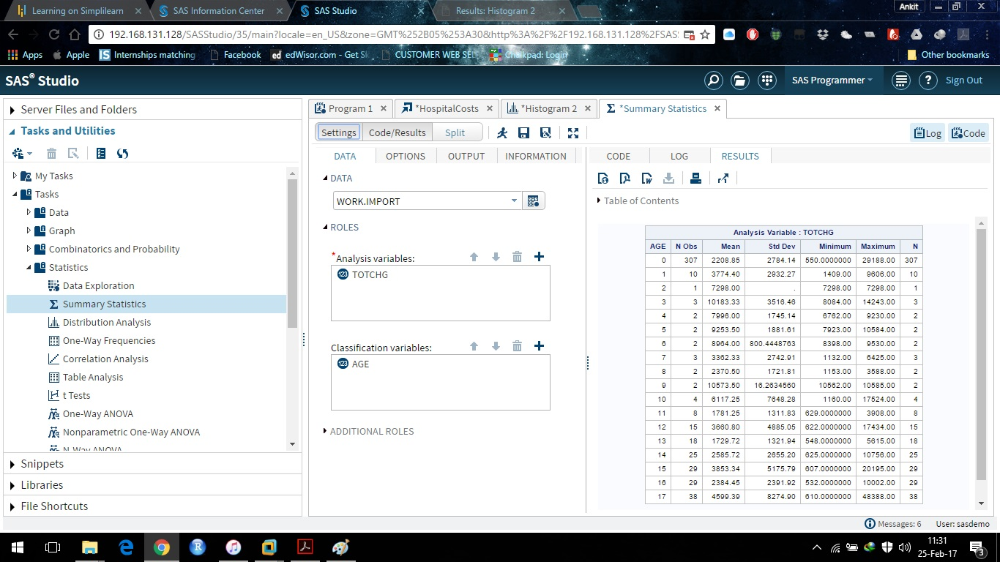 Learning on Simplilearn
SAS Information Center
SAS Studio
Results: Histogram 2
Ankit
192.168.131.128/SASStudio/35/main?locale=en_US&zone=GMT%252B05%253A30&http%3A%2F%2F192.168.131.128%2FSAS
Apps
Apple
Internships matching
Facebook
edWisor.com - Get Sk
CUSTOMER WEB SEL
Chalkpad: Login
Other bookmarks
SAS® Studio
SAS Programmer
Sign Out
Server Files and Folders
Tasks and Utilities
My Tasks
Tasks
Data
Graph
Combinatorics and Probability
Statistics
Data Exploration
Summary Statistics
Distribution Analysis
One-Way Frequencies
Correlation Analysis
Table Analysis
t Tests
One-Way ANOVA
Nonparametric One-Way ANOVA
N-Way ANOVA
Snippets
Libraries
File Shortcuts
Program 1
*HospitalCosts
*Histogram 2
*Summary Statistics
Settings
Code/Results
Split
Log
Code
DATA
OPTIONS
OUTPUT
INFORMATION
DATA
WORK.IMPORT
ROLES
*Analysis variables:
123 TOTCHG
Classification variables:
123 AGE
ADDITIONAL ROLES
CODE
LOG
RESULTS
Table of Contents
Analysis Variable : TOTCHG
AGE N Obs Mean Std Dev Minimum Maximum N
0 307 2208.85 2784.14 550.0000000 29188.00 307
1 10 3774.40 2932.27 1409.00 9606.00 10
2 1 7298.00 . 7298.00 7298.00 1
3 3 10183.33 3516.46 8084.00 14243.00 3
4 2 7996.00 1745.14 6762.00 9230.00 2
5 2 9253.50 1881.61 7923.00 10584.00 2
6 2 8964.00 800.4448763 8398.00 9530.00 2
7 3 3362.33 2742.91 1132.00 6425.00 3
8 2 2370.50 1721.81 1153.00 3588.00 2
9 2 10573.50 16.2634560 10562.00 10585.00 2
10 4 6117.25 7648.28 1160.00 17524.00 4
11 8 1781.25 1311.83 629.0000000 3908.00 8
12 15 3660.80 4885.05 622.0000000 17434.00 15
13 18 1729.72 1321.94 548.0000000 5615.00 18
14 25 2585.72 2655.20 625.0000000 10756.00 25
15 29 3853.34 5175.79 607.0000000 20195.00 29
16 29 2384.45 2391.92 532.0000000 10002.00 29
17 38 4599.39 8274.90 610.0000000 48388.00 38
Messages: 6
User: sasdemo
11:31
25-Feb-17
3